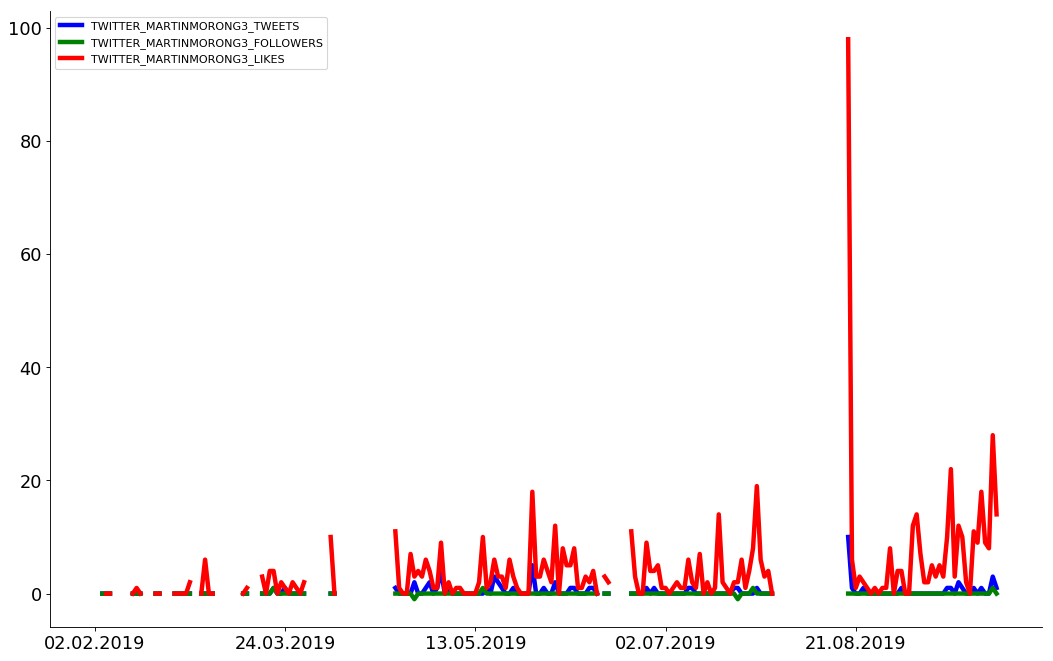 TWITTER_MARTINMORONG3_TWEETS
TWITTER_MARTINMORONG3_FOLLOWERS
TWITTER_MARTINMORONG3_LIKES
100
80
60
40
20
0
02.02.2019 24.03.2019 13.05.2019 02.07.2019 21.08.2019